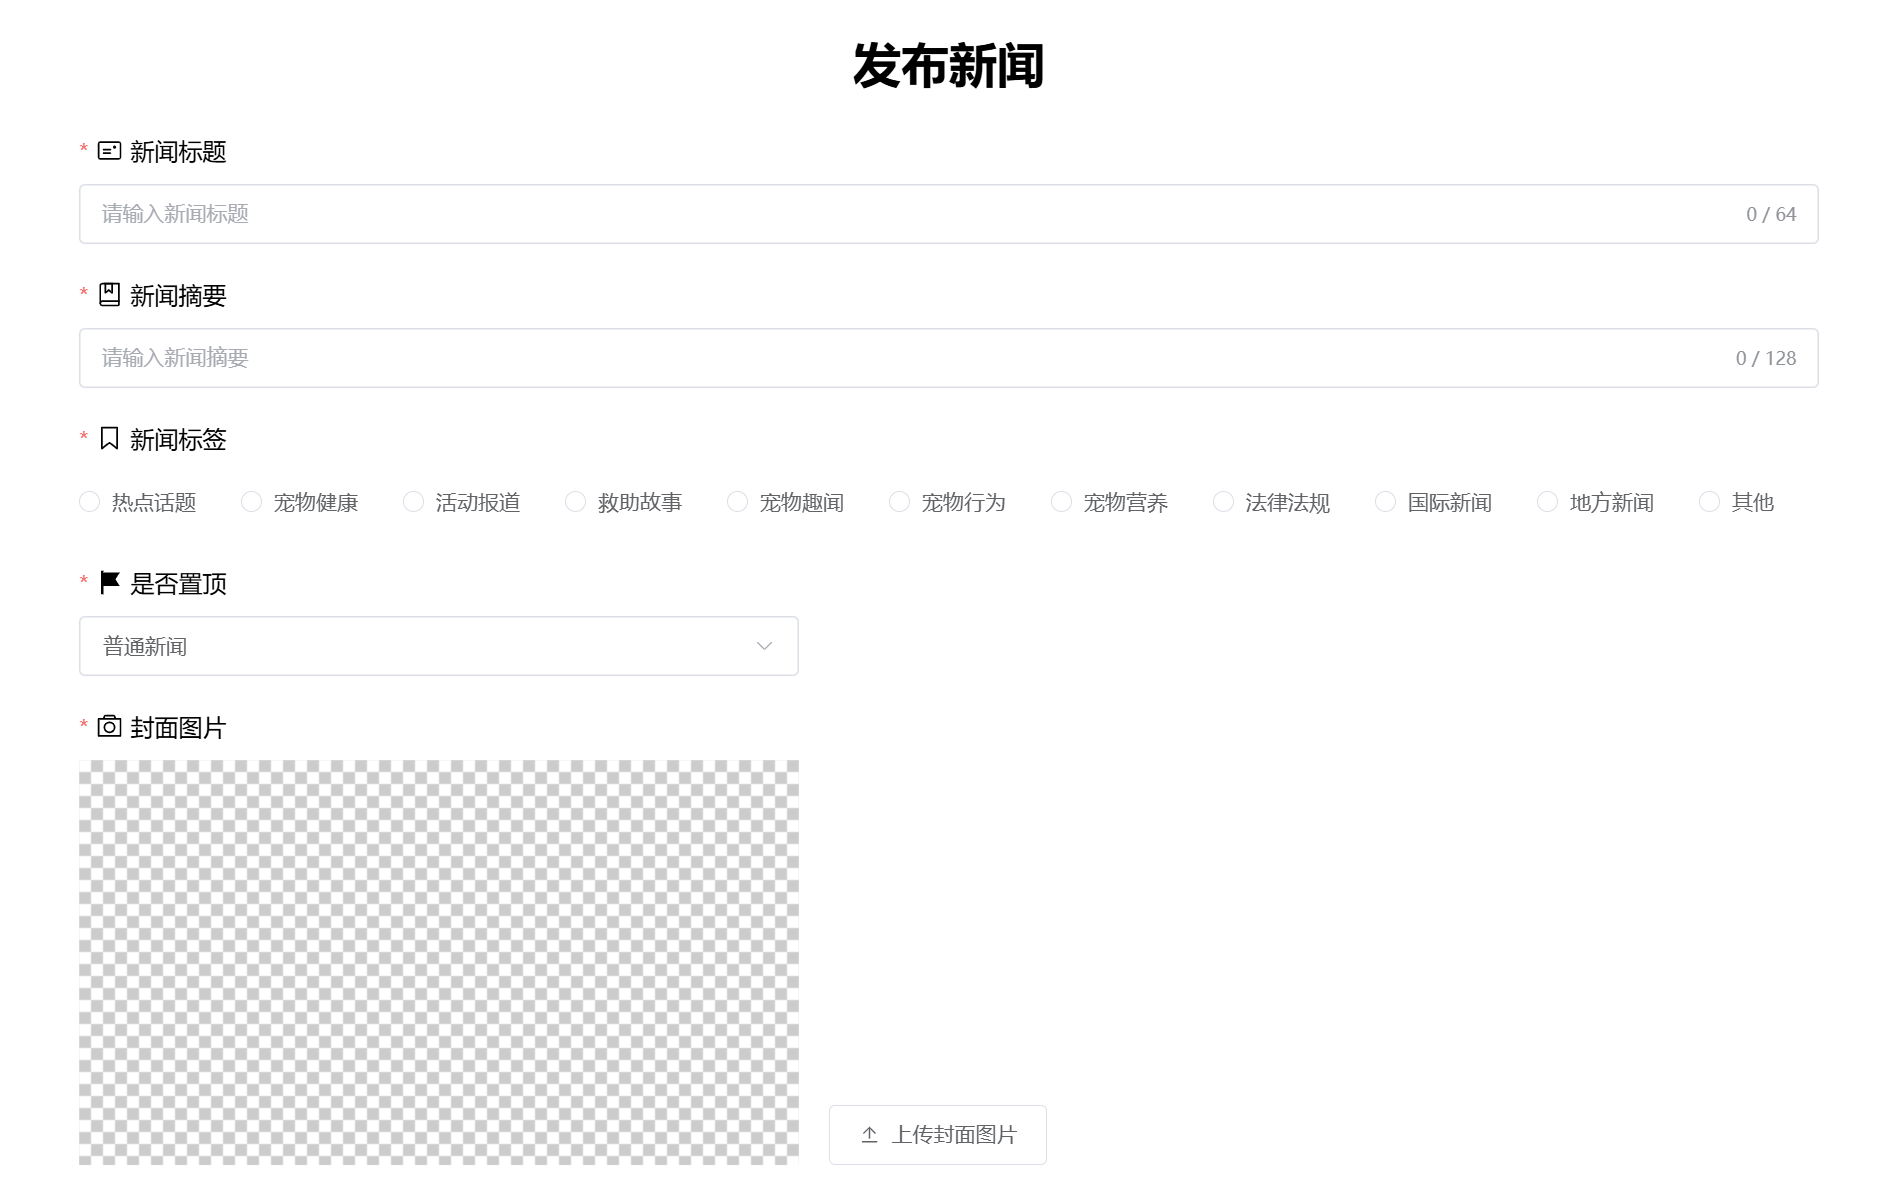 发布新闻
* 新闻标题
请输入新闻标题 0 / 64
* 新闻摘要
请输入新闻摘要 0 / 128
* 新闻标签
热点话题 宠物健康 活动报道 救助故事 宠物趣闻 宠物行为 宠物营养 法律法规 国际新闻 地方新闻 其他
* 是否置顶
普通新闻
* 封面图片
上传封面图片